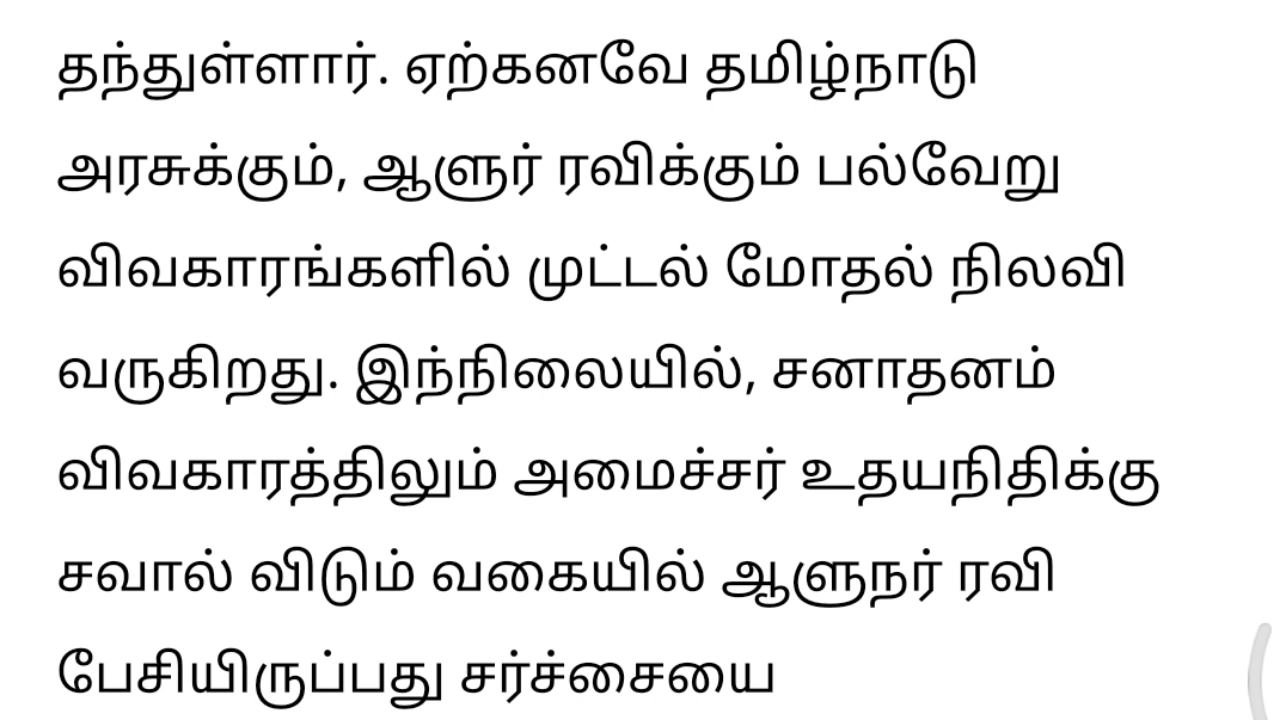 தந்துள்ளார். ஏற்கனவே தமிழ்நாடு
அரசுக்கும், ஆளுர் ரவிக்கும் பல்வேறு
விவகாரங்களில் முட்டல் மோதல் நிலவி
வருகிறது. இந்நிலையில், சனாதனம்
விவகாரத்திலும் அமைச்சர் உதயநிதிக்கு
சவால் விடும் வகையில் ஆளுநர் ரவி
பேசியிருப்பது சர்ச்சையை